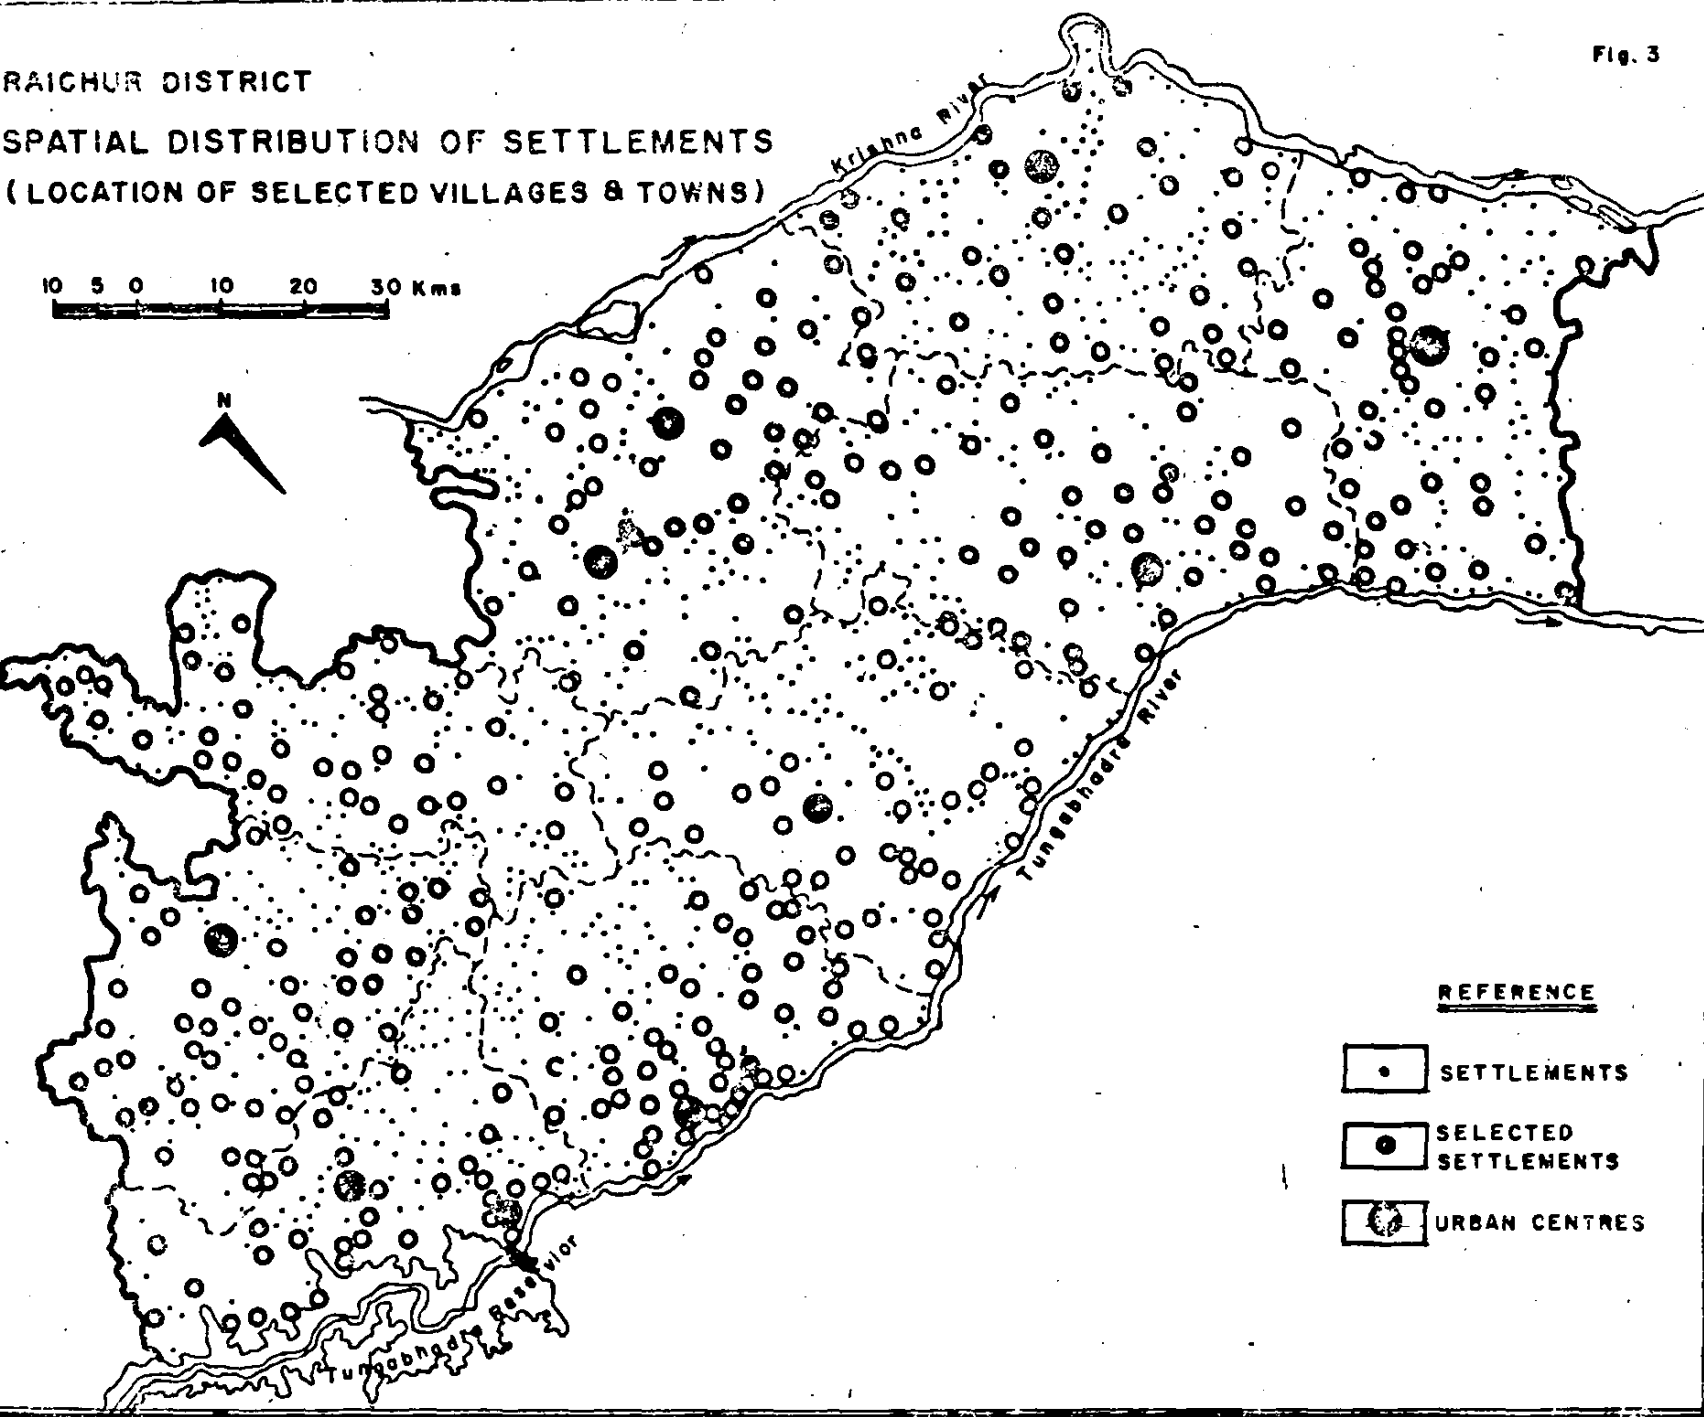 Fig. 3
RAICHUR DISTRICT
SPATIAL DISTRIBUTION OF SETTLEMENTS
(LOCATION OF SELECTED VILLAGES & TOWNS)
10 5 0 10 20 30 Kms
N
Krishna River
Tungabhadra River
Tungabhadra Reservior
REFERENCE
SETTLEMENTS
SELECTED
SETTLEMENTS
URBAN CENTRES